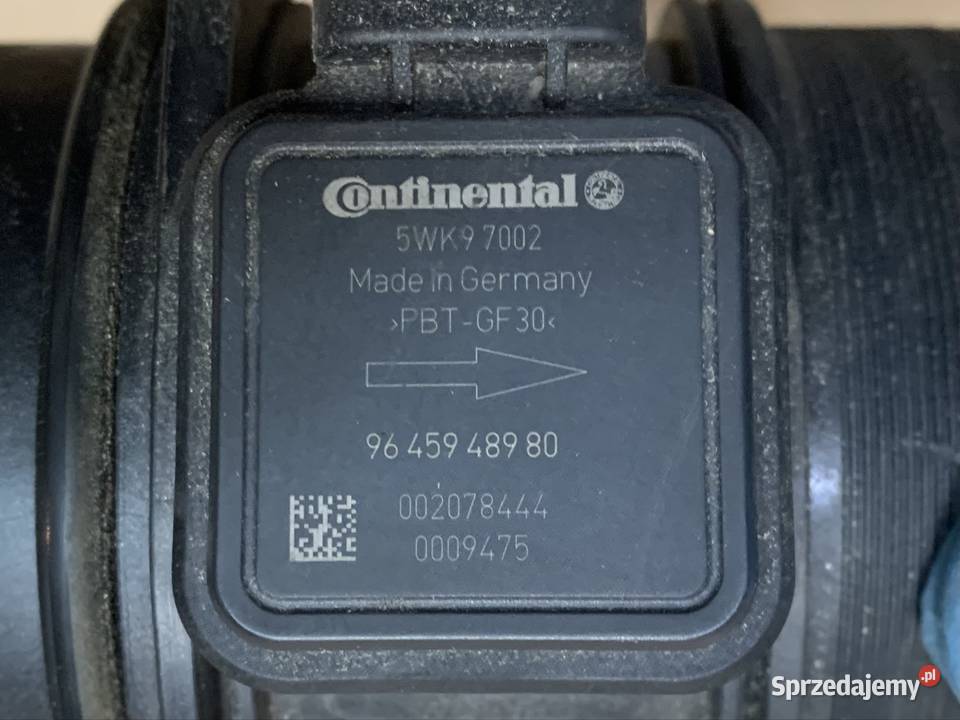 Continental
5WK9 7002
Made in Germany
›PBT-GF30‹
96 459 489 80
002078444
0009475
Sprzedajemy.pl